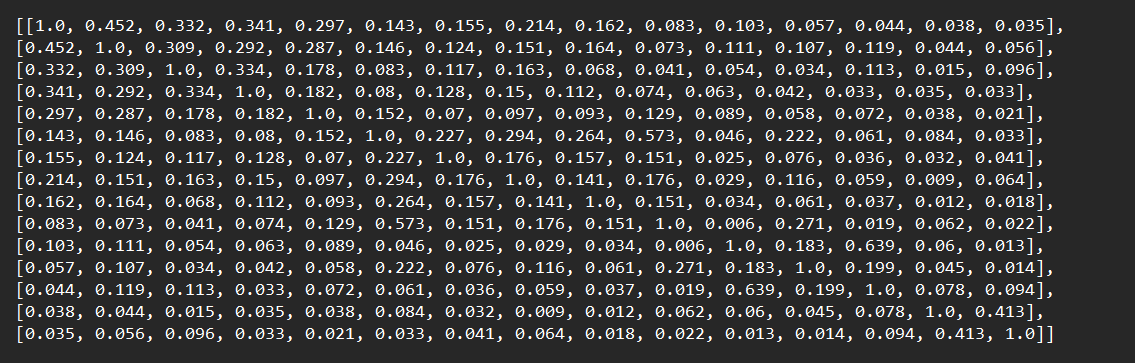 [[1.0, 0.452, 0.332, 0.341, 0.297, 0.143, 0.155, 0.214, 0.162, 0.083, 0.103, 0.057, 0.044, 0.038, 0.035],
[0.452, 1.0, 0.309, 0.292, 0.287, 0.146, 0.124, 0.151, 0.164, 0.073, 0.111, 0.107, 0.119, 0.044, 0.056],
[0.332, 0.309, 1.0, 0.334, 0.178, 0.083, 0.117, 0.163, 0.068, 0.041, 0.054, 0.034, 0.113, 0.015, 0.096],
[0.341, 0.292, 0.334, 1.0, 0.182, 0.08, 0.128, 0.15, 0.112, 0.074, 0.063, 0.042, 0.033, 0.035, 0.033],
[0.297, 0.287, 0.178, 0.182, 1.0, 0.152, 0.07, 0.097, 0.093, 0.129, 0.089, 0.058, 0.072, 0.038, 0.021],
[0.143, 0.146, 0.083, 0.08, 0.152, 1.0, 0.227, 0.294, 0.264, 0.573, 0.046, 0.222, 0.061, 0.084, 0.033],
[0.155, 0.124, 0.117, 0.128, 0.07, 0.227, 1.0, 0.176, 0.157, 0.151, 0.025, 0.076, 0.036, 0.032, 0.041],
[0.214, 0.151, 0.163, 0.15, 0.097, 0.294, 0.176, 1.0, 0.141, 0.176, 0.029, 0.116, 0.059, 0.009, 0.064],
[0.162, 0.164, 0.068, 0.112, 0.093, 0.264, 0.157, 0.141, 1.0, 0.151, 0.034, 0.061, 0.037, 0.012, 0.018],
[0.083, 0.073, 0.041, 0.074, 0.129, 0.573, 0.151, 0.176, 0.151, 1.0, 0.006, 0.271, 0.019, 0.062, 0.022],
[0.103, 0.111, 0.054, 0.063, 0.089, 0.046, 0.025, 0.029, 0.034, 0.006, 1.0, 0.183, 0.639, 0.06, 0.013],
[0.057, 0.107, 0.034, 0.042, 0.058, 0.222, 0.076, 0.116, 0.061, 0.271, 0.183, 1.0, 0.199, 0.045, 0.014],
[0.044, 0.119, 0.113, 0.033, 0.072, 0.061, 0.036, 0.059, 0.037, 0.019, 0.639, 0.199, 1.0, 0.078, 0.094],
[0.038, 0.044, 0.015, 0.035, 0.038, 0.084, 0.032, 0.009, 0.012, 0.062, 0.06, 0.045, 0.078, 1.0, 0.413],
[0.035, 0.056, 0.096, 0.033, 0.021, 0.033, 0.041, 0.064, 0.018, 0.022, 0.013, 0.014, 0.094, 0.413, 1.0]]